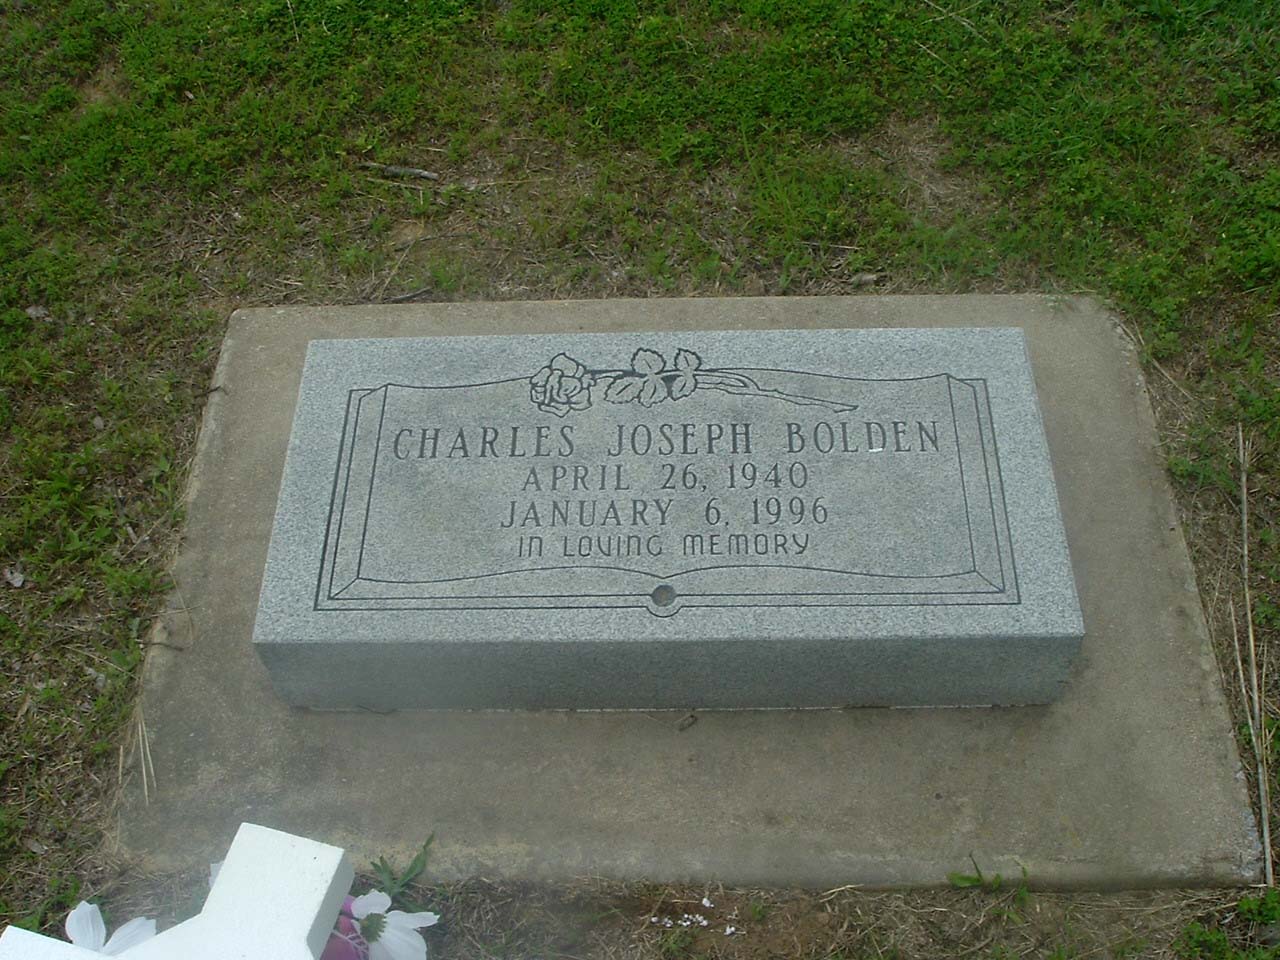 CHARLES JOSEPH BOLDEN
APRIL 26, 1940
JANUARY 6, 1996
IN LOVING MEMORY